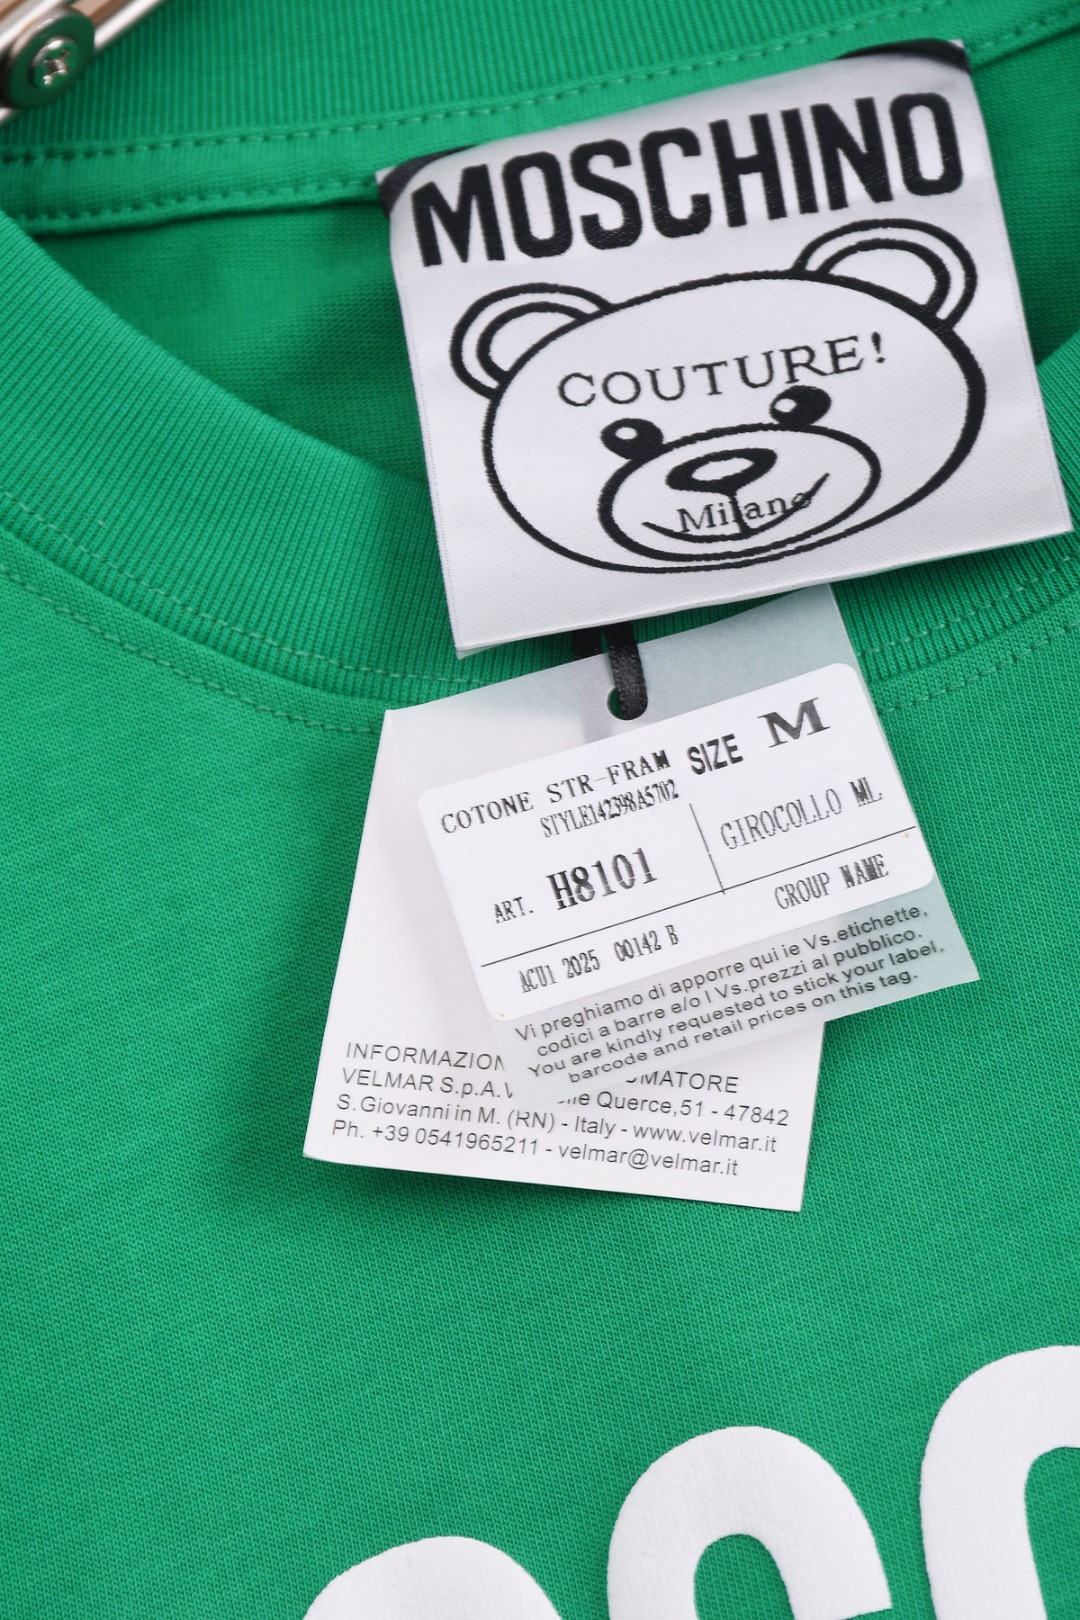 MOSCHINO
COUTURE!
Milano
COTONE STR-FRAM SIZE M
STYLE142398A5702
ART. H8101
GIROCOLLO ML
ACU1 2025 00142 B
GROUP NAME
Vi preghiamo di apporre qui ie Vs.etichette,
codici a barre e/o I Vs.prezzi al pubblico.
You are kindly requested to stick your label,
barcode and retail prices on this tag.
INFORMAZION
VELMAR S.p.A. Querce,51 - 47842
S.Giovanni in M. (RN) - Italy - www.velmar.it
Ph. +39 0541965211 - velmar@velmar.it